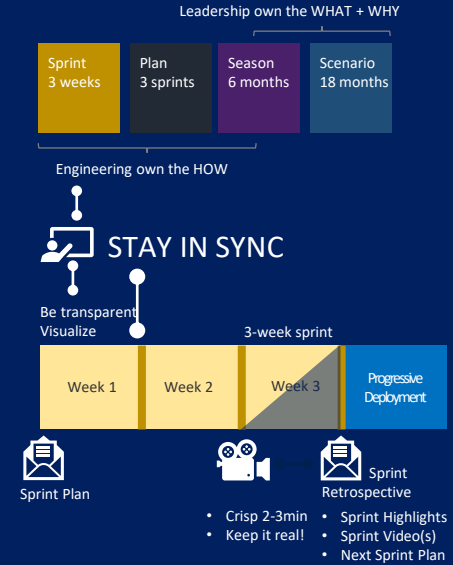 Leadership own the WHAT + WHY
Sprint
3 weeks
Plan
3 sprints
Season
6 months
Scenario
18 months
Engineering own the HOW
STAY IN SYNC
Be transparent
Visualize
3-week sprint
Week 1
Week 2
Week 3
Progressive
Deployment
Sprint Plan
• Crisp 2-3min
• Keep it real!
Sprint
Retrospective
• Sprint Highlights
• Sprint Video(s)
• Next Sprint Plan